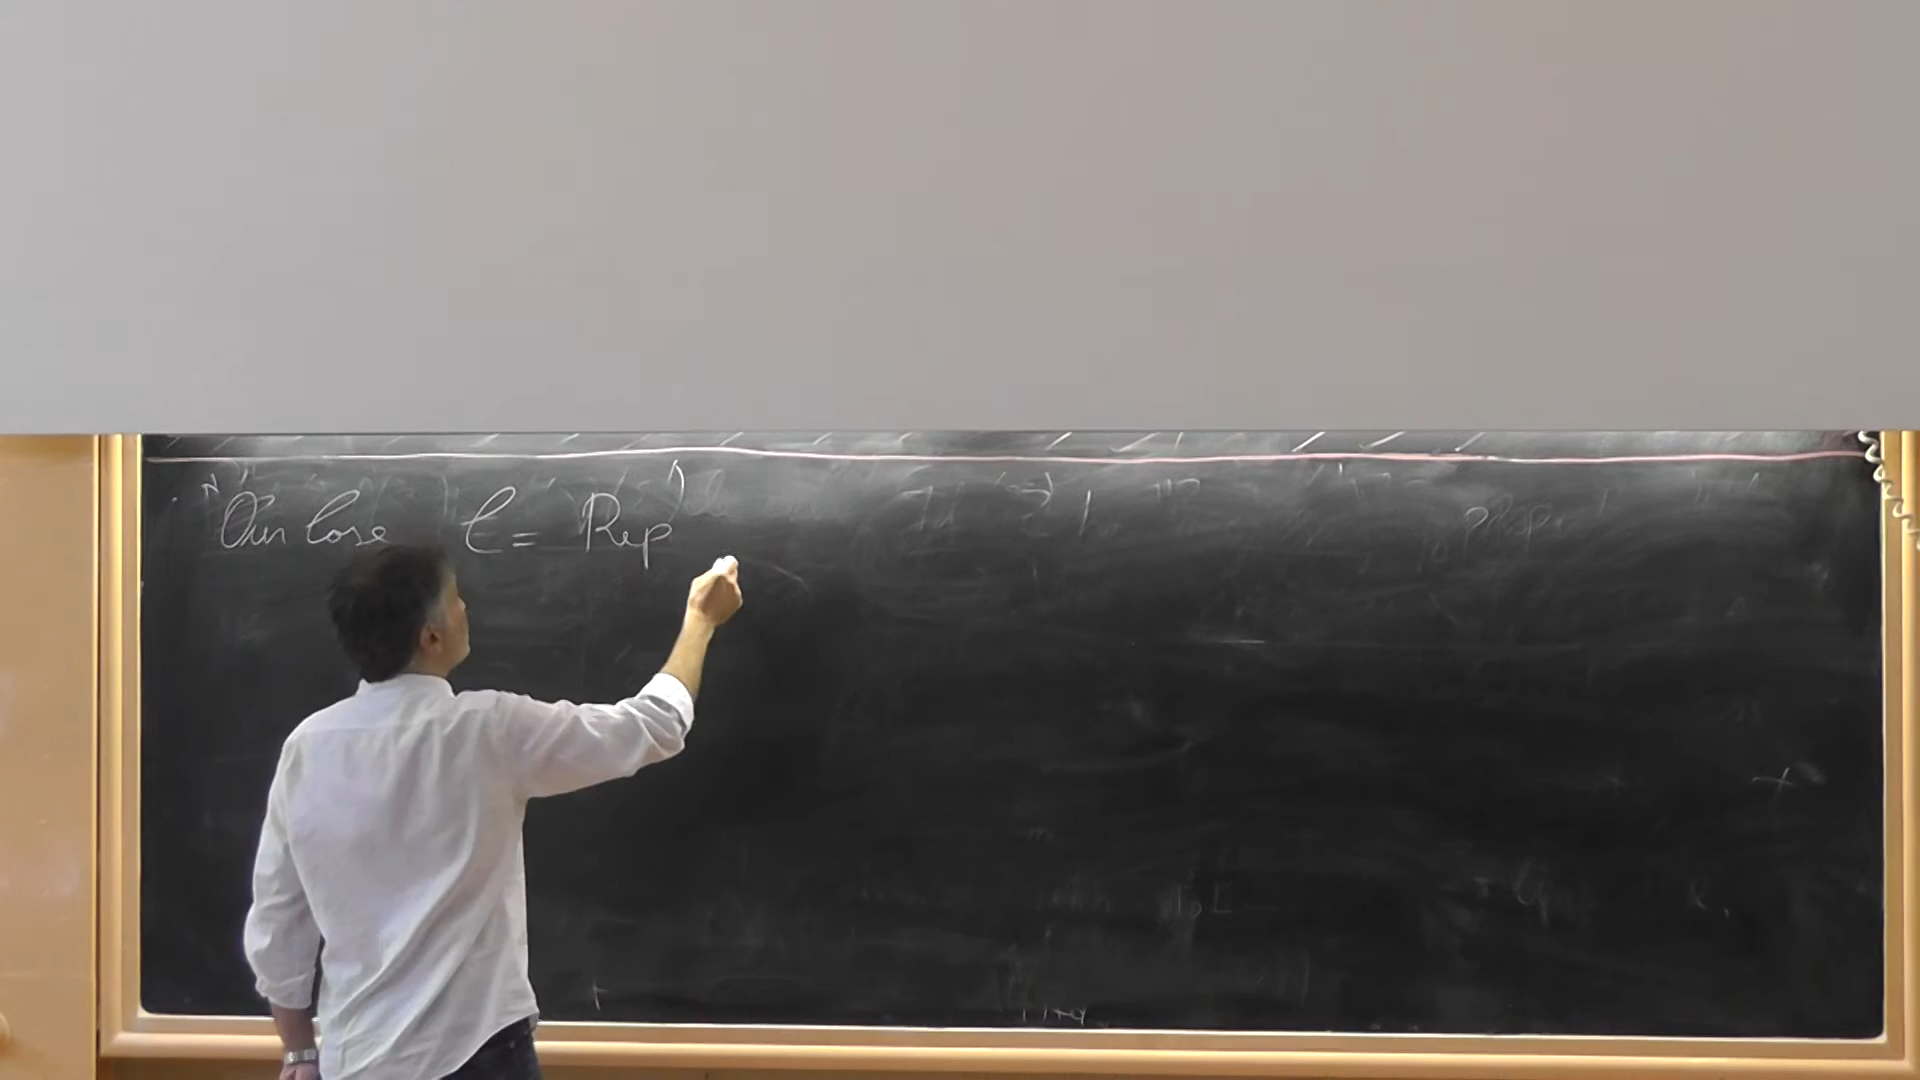 Our Case ℓ = Rep